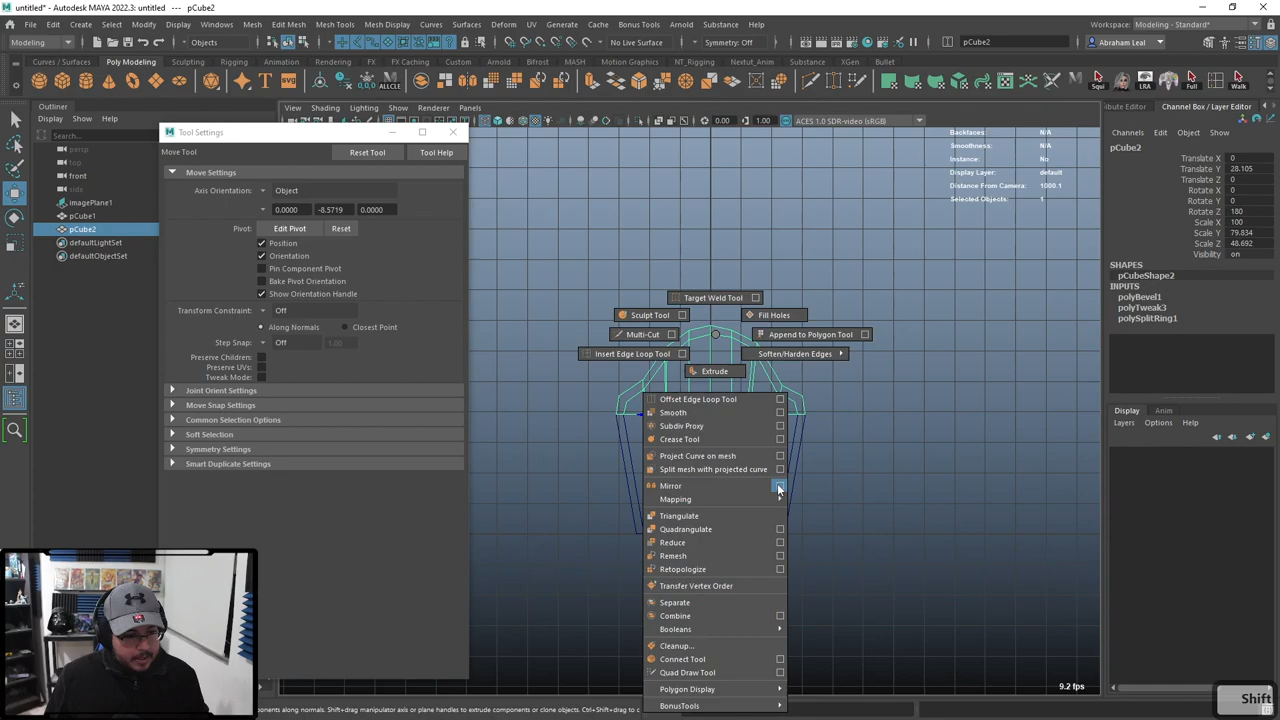 untitled* - Autodesk MAYA 2022.3: untitled --- pCube2
File Edit Create Select Modify Display Windows Mesh Edit Mesh Mesh Tools Mesh Display Curves Surfaces Deform UV Generate Cache Bonus Tools Arnold Substance Help
Workspace: Modeling - Standard*
Modeling Objects No Live Surface Symmetry: Off pCube2 Abraham Leal
Curves / Surfaces Poly Modeling Sculpting Rigging Animation Rendering FX FX Caching Custom Arnold Bifrost MASH Motion Graphics NT_Rigging Nextut_Anim Substance XGen Bullet
ALLCLE Squi LRA Full Walk
Outliner
Display Show Help
Search...
persp
top
front
side
imagePlane1
pCube1
pCube2
defaultLightSet
defaultObjectSet
Tool Settings
Move Tool Reset Tool Tool Help
Move Settings
Axis Orientation: Object
0.0000 -8.5719 0.0000
Pivot: Edit Pivot Reset
Position
Orientation
Pin Component Pivot
Bake Pivot Orientation
Show Orientation Handle
Transform Constraint: Off
Along Normals Closest Point
Step Snap: Off 1.00
Preserve Children:
Preserve UVs:
Tweak Mode:
Joint Orient Settings
Move Snap Settings
Common Selection Options
Soft Selection
Symmetry Settings
Smart Duplicate Settings
View Shading Lighting Show Renderer Panels
0.00 1.00 ACES 1.0 SDR-video (sRGB)
Backfaces: N/A
Smoothness: N/A
Instance: No
Display Layer: default
Distance From Camera: 1000.1
Selected Objects: 1
Target Weld Tool
Sculpt Tool Fill Holes
Multi-Cut Append to Polygon Tool
Insert Edge Loop Tool Soften/Harden Edges
Extrude
Offset Edge Loop Tool
Smooth
Subdiv Proxy
Crease Tool
Project Curve on mesh
Split mesh with projected curve
Mirror
Mapping
Triangulate
Quadrangulate
Reduce
Remesh
Retopologize
Transfer Vertex Order
Separate
Combine
Booleans
Cleanup...
Connect Tool
Quad Draw Tool
Polygon Display
BonusTools
9.2 fps
Channel Box / Layer Editor
Channels Edit Object Show
pCube2
Translate X 0
Translate Y 28.105
Translate Z 0
Rotate X 0
Rotate Y 0
Rotate Z 180
Scale X 100
Scale Y 79.834
Scale Z 48.692
Visibility on
SHAPES
pCubeShape2
INPUTS
polyBevel1
polyTweak3
polySplitRing1
Display Anim
Layers Options Help
Shift